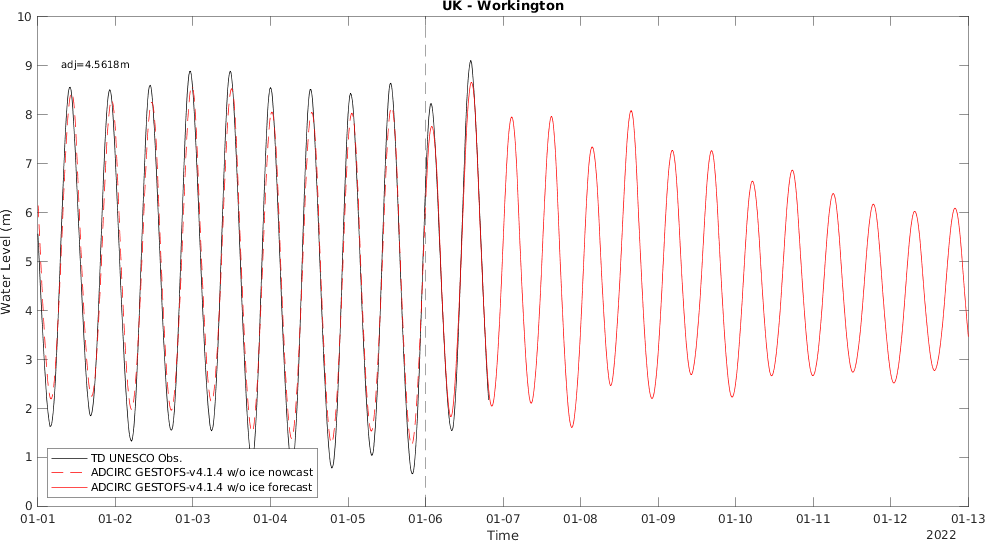 UK - Workington
10
9
8
7
6
5
4
3
2
1
0
Water Level (m)
adj=4.5618m
TD UNESCO Obs.
ADCIRC GESTOFS-v4.1.4 w/o ice nowcast
ADCIRC GESTOFS-v4.1.4 w/o ice forecast
01-01 01-02 01-03 01-04 01-05 01-06 01-07 01-08 01-09 01-10 01-11 01-12 01-13
Time
2022